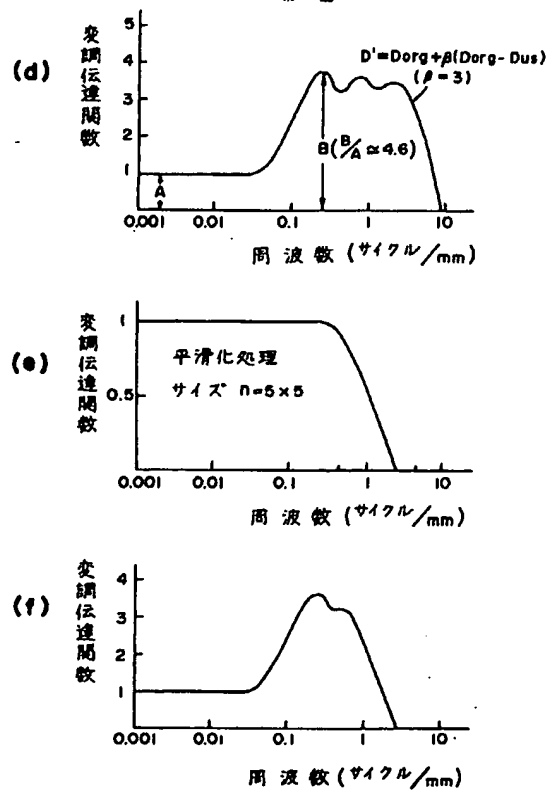 (d)
変調伝達関数
5
4
3
2
1
A
B(B/A≃4.6)
D'=Dorg+β(Dorg-Dus)
(β=3)
0.001 0.01 0.1 1 10
周波数(サイクル/mm)
(e)
変調伝達関数
1
0.5
0
平滑化処理
サイズ n=5×5
0.001 0.01 0.1 1 10
周波数(サイクル/mm)
(f)
変調伝達関数
4
3
2
1
0
0.001 0.01 0.1 1 10
周波数(サイクル/mm)